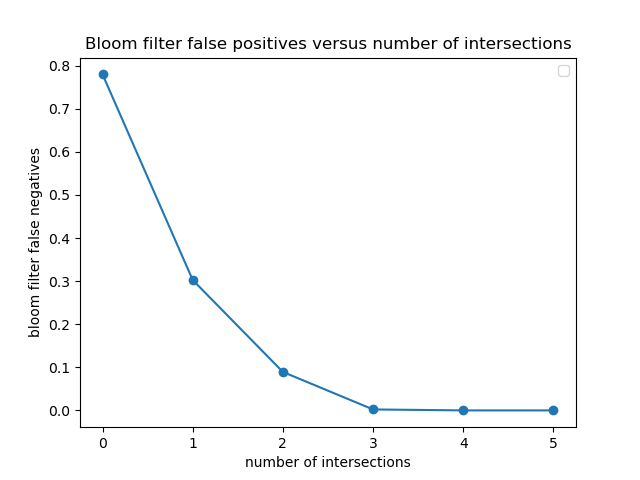 Bloom filter false positives versus number of intersections
0.8
0.7
0.6
0.5
0.4
0.3
0.2
0.1
0.0
bloom filter false negatives
0 1 2 3 4 5
number of intersections